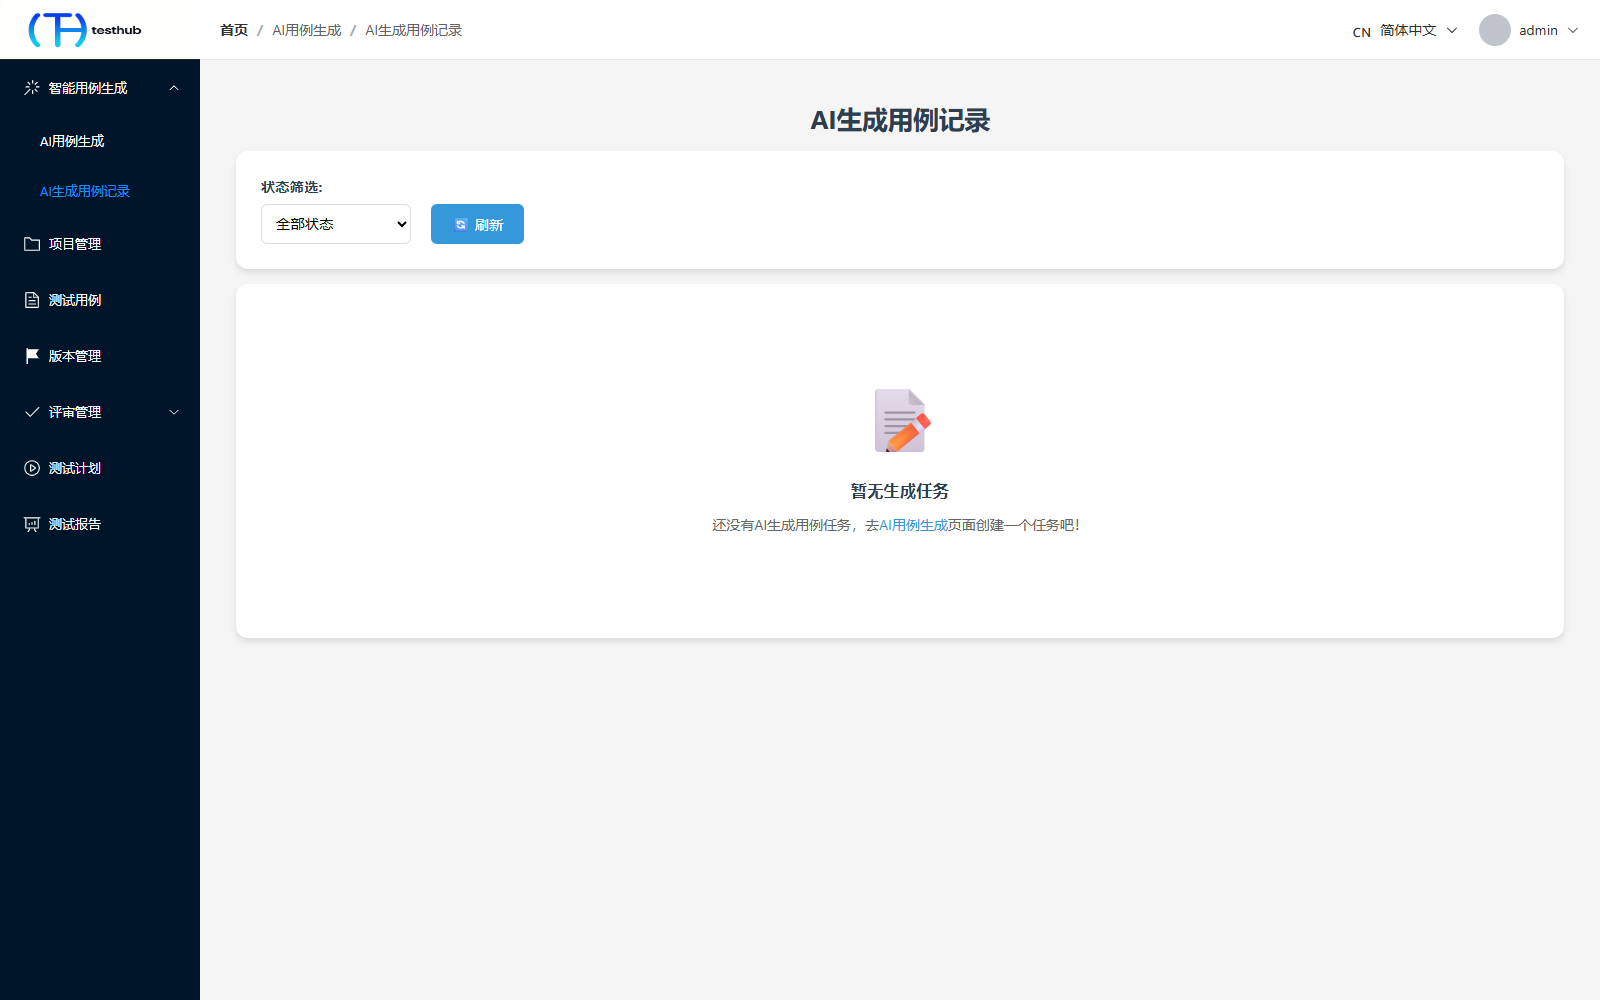 testhub
首页 / AI用例生成 / AI生成用例记录
CN 简体中文
admin
智能用例生成
AI用例生成
AI生成用例记录
项目管理
测试用例
版本管理
评审管理
测试计划
测试报告
AI生成用例记录
状态筛选:
全部状态
刷新
暂无生成任务
还没有AI生成用例任务，去AI用例生成页面创建一个任务吧！